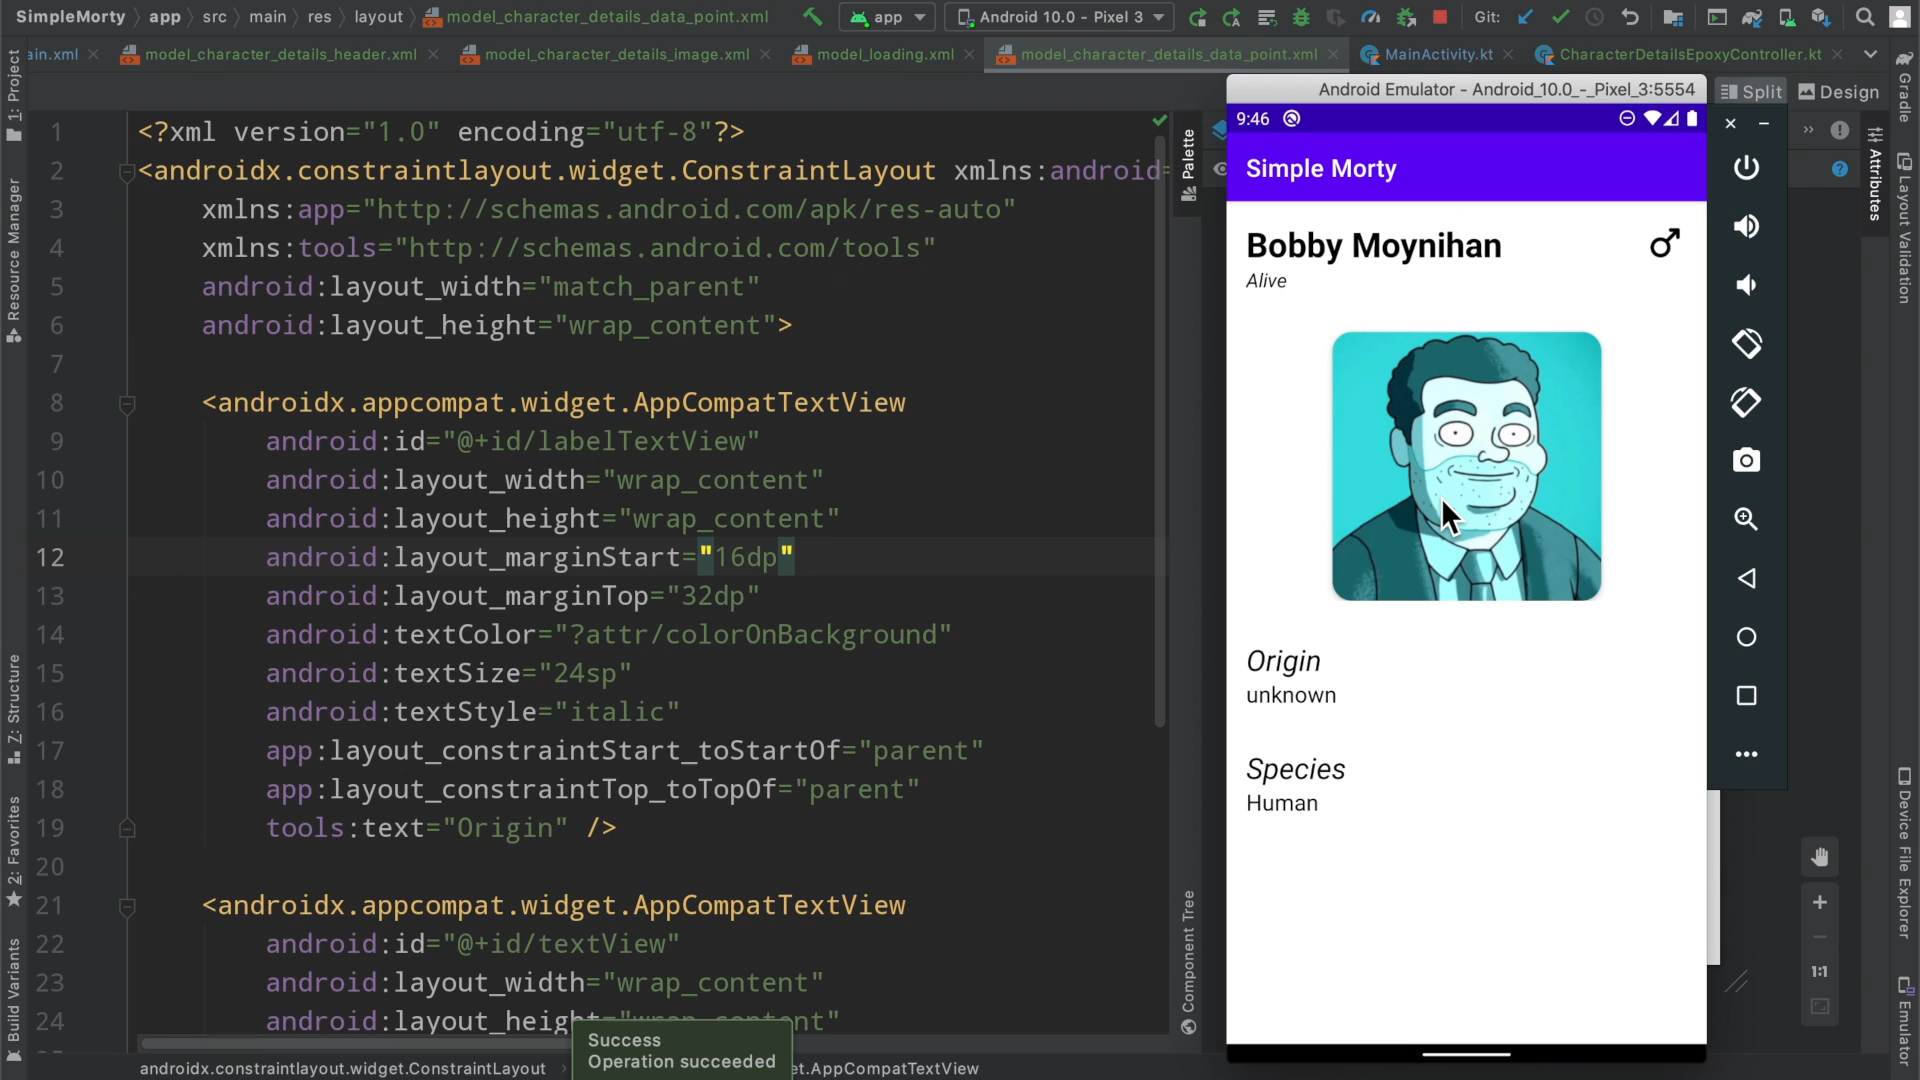 SimpleMorty app src main res layout model_character_details_data_point.xml app Android 10.0 - Pixel 3 Git:
ain.xml model_character_details_header.xml model_character_details_image.xml model_loading.xml model_character_details_data_point.xml MainActivity.kt CharacterDetailsEpoxyController.kt
Split Design
1 <?xml version="1.0" encoding="utf-8"?>
2 <androidx.constraintlayout.widget.ConstraintLayout xmlns:android=
3 xmlns:app="http://schemas.android.com/apk/res-auto"
4 xmlns:tools="http://schemas.android.com/tools"
5 android:layout_width="match_parent"
6 android:layout_height="wrap_content">
7
8 <androidx.appcompat.widget.AppCompatTextView
9 android:id="@+id/labelTextView"
10 android:layout_width="wrap_content"
11 android:layout_height="wrap_content"
12 android:layout_marginStart="16dp"
13 android:layout_marginTop="32dp"
14 android:textColor="?attr/colorOnBackground"
15 android:textSize="24sp"
16 android:textStyle="italic"
17 app:layout_constraintStart_toStartOf="parent"
18 app:layout_constraintTop_toTopOf="parent"
19 tools:text="Origin" />
20
21 <androidx.appcompat.widget.AppCompatTextView
22 android:id="@+id/textView"
23 android:layout_width="wrap_content"
24 android:layout_height="wrap_content"
Success
Operation succeeded
androidx.constraintlayout.widget.ConstraintLayout
et.AppCompatTextView
1: Project
Resource Manager
Z: Structure
2: Favorites
Build Variants
Palette
Component Tree
Android Emulator - Android_10.0_-_Pixel_3:5554
9:46
Simple Morty
Bobby Moynihan
Alive
Origin
unknown
Species
Human
1:1
Attributes
Gradle
Layout Validation
Device File Explorer
Emulator